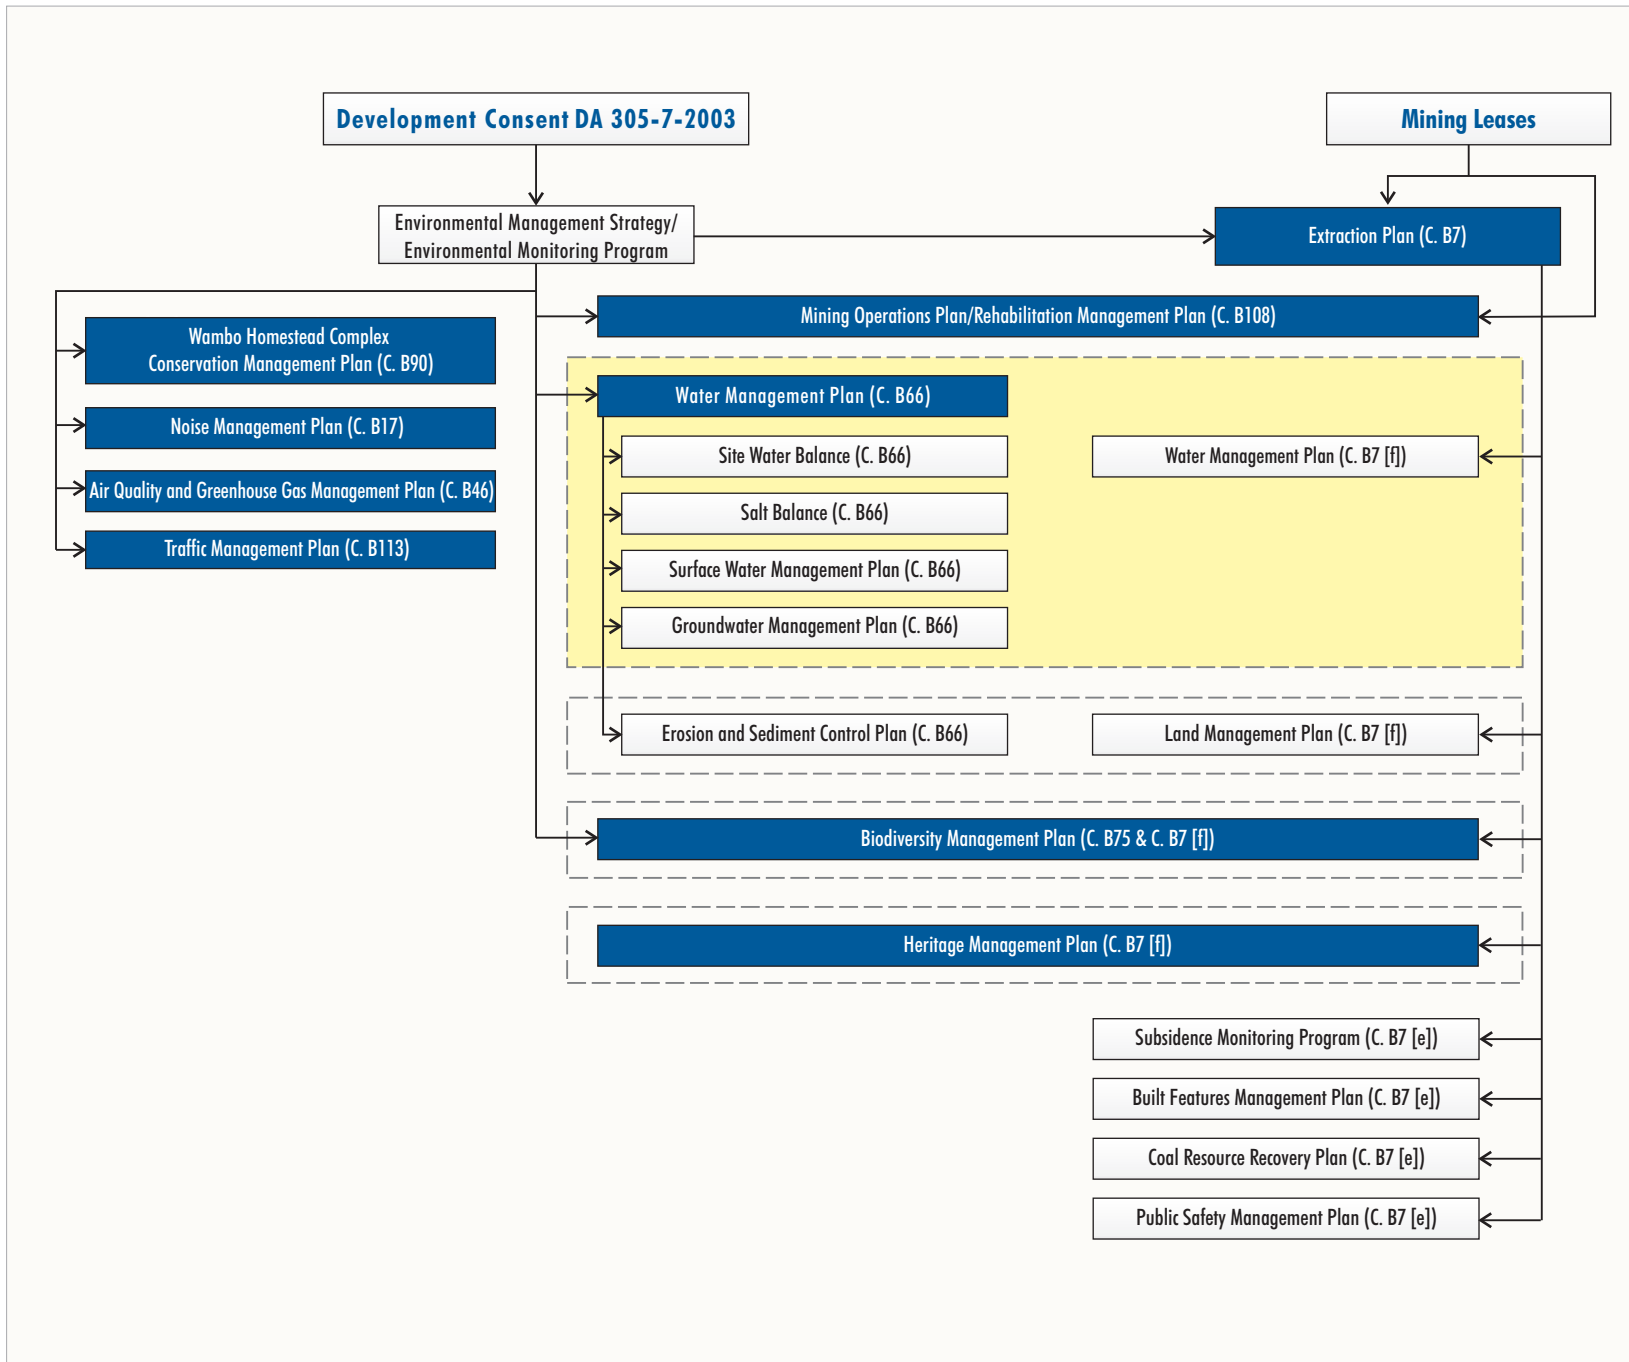 Development Consent DA 305-7-2003
Mining Leases
Environmental Management Strategy/
Environmental Monitoring Program
Extraction Plan (C. B7)
Mining Operations Plan/Rehabilitation Management Plan (C. B108)
Wambo Homestead Complex
Conservation Management Plan (C. B90)
Noise Management Plan (C. B17)
Air Quality and Greenhouse Gas Management Plan (C. B46)
Traffic Management Plan (C. B113)
Water Management Plan (C. B66)
Site Water Balance (C. B66)
Water Management Plan (C. B7 [f])
Salt Balance (C. B66)
Surface Water Management Plan (C. B66)
Groundwater Management Plan (C. B66)
Erosion and Sediment Control Plan (C. B66)
Land Management Plan (C. B7 [f])
Biodiversity Management Plan (C. B75 & C. B7 [f])
Heritage Management Plan (C. B7 [f])
Subsidence Monitoring Program (C. B7 [e])
Built Features Management Plan (C. B7 [e])
Coal Resource Recovery Plan (C. B7 [e])
Public Safety Management Plan (C. B7 [e])